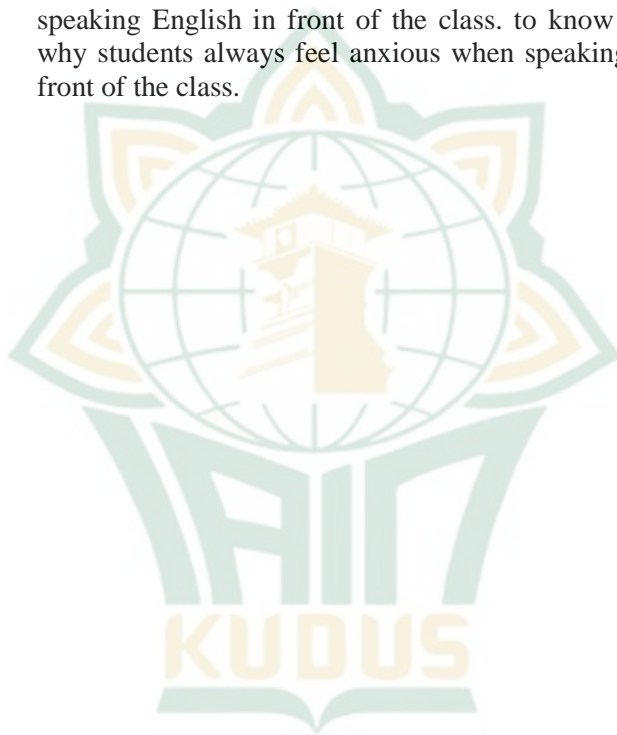 speaking English in front of the class. to know
why students always feel anxious when speaking
front of the class.
IAIN
KUDUS